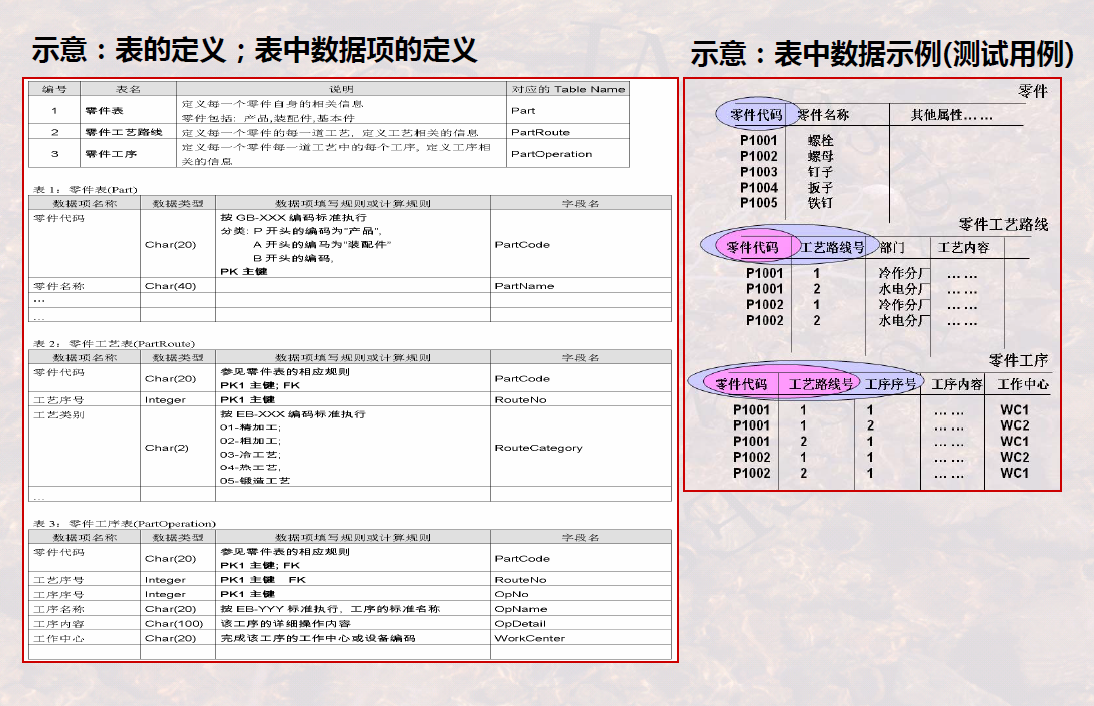 示意：表的定义；表中数据项的定义
编号 表名 说明 对应的 Table Name
1 零件表 定义每一个零件自身的相关信息
零件包括: 产品,装配件,基本件 Part
2 零件工艺路线 定义每一个零件的每一道工艺, 定义工艺相关的信息 PartRoute
3 零件工序 定义每一个零件每一道工艺中的每个工序, 定义工序相
关的信息 PartOperation
表 1: 零件表(Part)
数据项名称 数据类型 数据项填写规则或计算规则 字段名
零件代码 Char(20) 按 GB-XXX 编码标准执行
分类: P 开头的编码为"产品",
A 开头的编马为"装配件"
B 开头的编码,
PK 主键 PartCode
零件名称 Char(40) PartName
...
...
表 2: 零件工艺表(PartRoute)
数据项名称 数据类型 数据项填写规则或计算规则 字段名
零件代码 Char(20) 参见零件表的相应规则
PK1 主键; FK PartCode
工艺序号 Integer PK1 主键 RouteNo
工艺类别 Char(2) 按 EB-XXX 编码标准执行
01-精加工;
02-粗加工;
03-冷工艺;
04-热工艺,
05-锻造工艺 RouteCategory
...
表 3: 零件工序表(PartOperation)
数据项名称 数据类型 数据项填写规则或计算规则 字段名
零件代码 Char(20) 参见零件表的相应规则
PK1 主键; FK PartCode
工艺序号 Integer PK1 主键 FK RouteNo
工序序号 Integer PK1 主键 OpNo
工序名称 Char(20) 按 EB-YYY 标准执行, 工序的标准名称 OpName
工序内容 Char(100) 该工序的详细操作内容 OpDetail
工作中心 Char(20) 完成该工序的工作中心或设备编码 WorkCenter
示意：表中数据示例(测试用例)
零件
零件代码 零件名称 其他属性... ...
P1001 螺栓
P1002 螺母
P1003 钉子
P1004 扳子
P1005 铁钉
零件工艺路线
零件代码 工艺路线号 部门 工艺内容
P1001 1 冷作分厂 ... ...
P1001 2 水电分厂 ... ...
P1002 1 冷作分厂 ... ...
P1002 2 水电分厂 ... ...
零件工序
零件代码 工艺路线号 工序序号 工序内容 工作中心
P1001 1 1 ... ... WC1
P1001 1 2 ... ... WC2
P1001 2 1 ... ... WC1
P1002 1 1 ... ... WC2
P1002 2 1 ... ... WC1